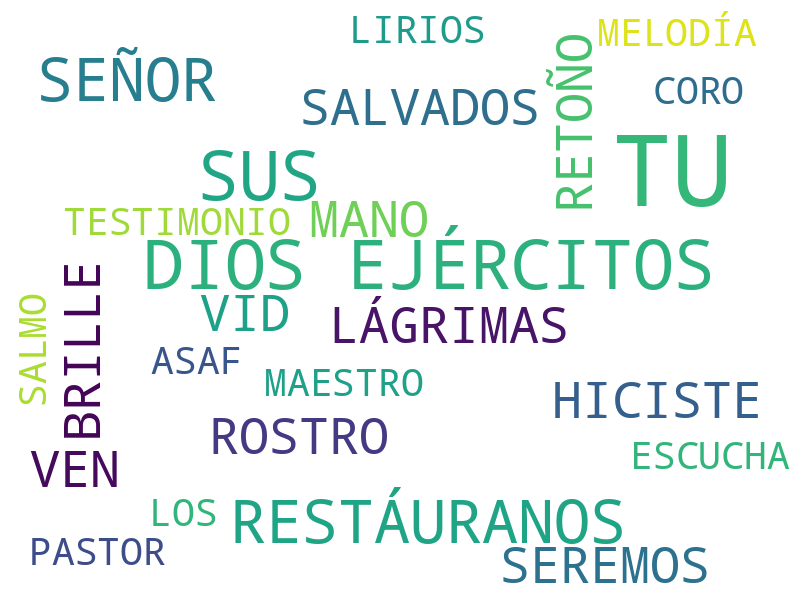 LIRIOS
MELODÍA
SEÑOR
SALVADOS
RETOÑO
CORO
SUS
TU
TESTIMONIO
MANO
DIOS EJÉRCITOS
BRILLE
SALMO
VID
LÁGRIMAS
ASAF
MAESTRO
HICISTE
ROSTRO
VEN
ESCUCHA
LOS
RESTÁURANOS
PASTOR
SEREMOS